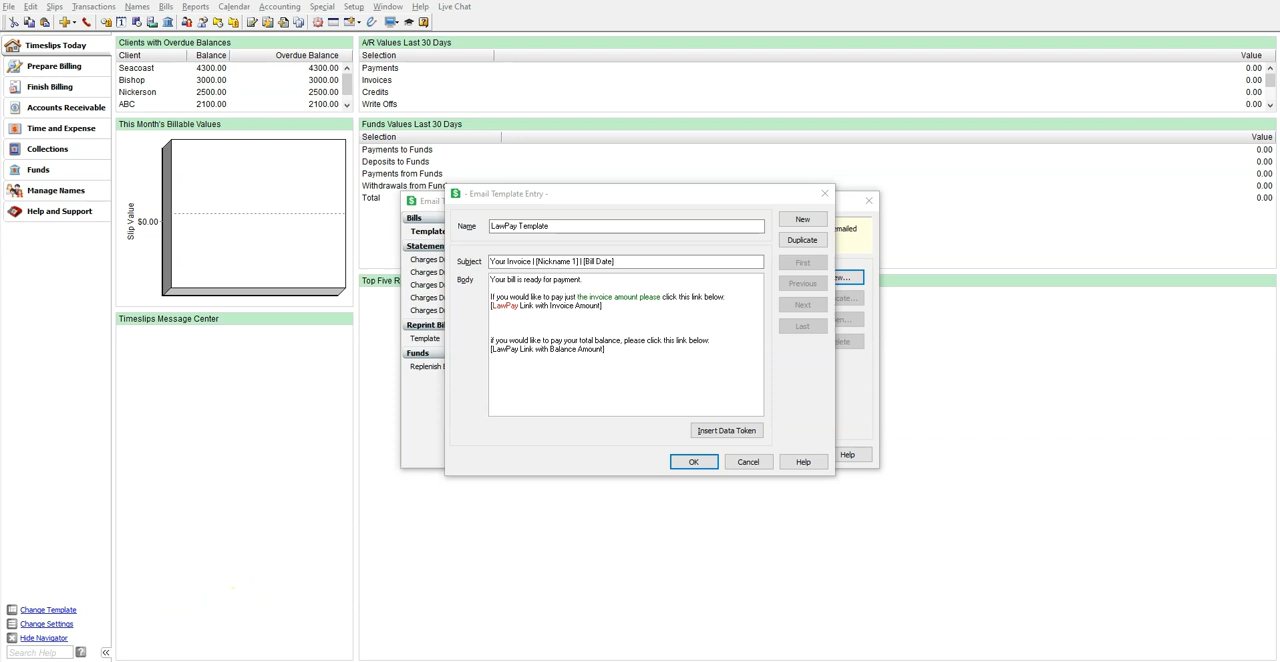 File Edit Slips Transactions Names Bills Reports Calendar Accounting Special Setup Window Help Live Chat
Timeslips Today
Prepare Billing
Finish Billing
Accounts Receivable
Time and Expense
Collections
Funds
Manage Names
Help and Support
Change Template
Change Settings
Hide Navigator
Search Help
Clients with Overdue Balances
Client Balance Overdue Balance
Seacoast 4300.00 4300.00
Bishop 3000.00 3000.00
Nickerson 2500.00 2500.00
ABC 2100.00 2100.00
This Month's Billable Values
Slip Value
$0.00
Timeslips Message Center
A/R Values Last 30 Days
Selection Value
Payments 0.00
Invoices 0.00
Credits 0.00
Write Offs 0.00
Funds Values Last 30 Days
Selection Value
Payments to Funds 0.00
Deposits to Funds 0.00
Payments from Funds 0.00
Withdrawals from Fun 0.00
Total 0.00
Top Five R
Email T
Bills
Template
Statemen
Charges D
Charges D
Charges D
Charges D
Charges D
Reprint Bi
Template
Funds
Replenish
emailed
Help
- Email Template Entry -
Name LawPay Template
Subject Your Invoice | [Nickname 1] | [Bill Date]
Body Your bill is ready for payment.
If you would like to pay just the invoice amount please click this link below:
[LawPay Link with Invoice Amount]
if you would like to pay your total balance, please click this link below:
[LawPay Link with Balance Amount]
Insert Data Token
New
Duplicate
First
Previous
Next
Last
OK Cancel Help